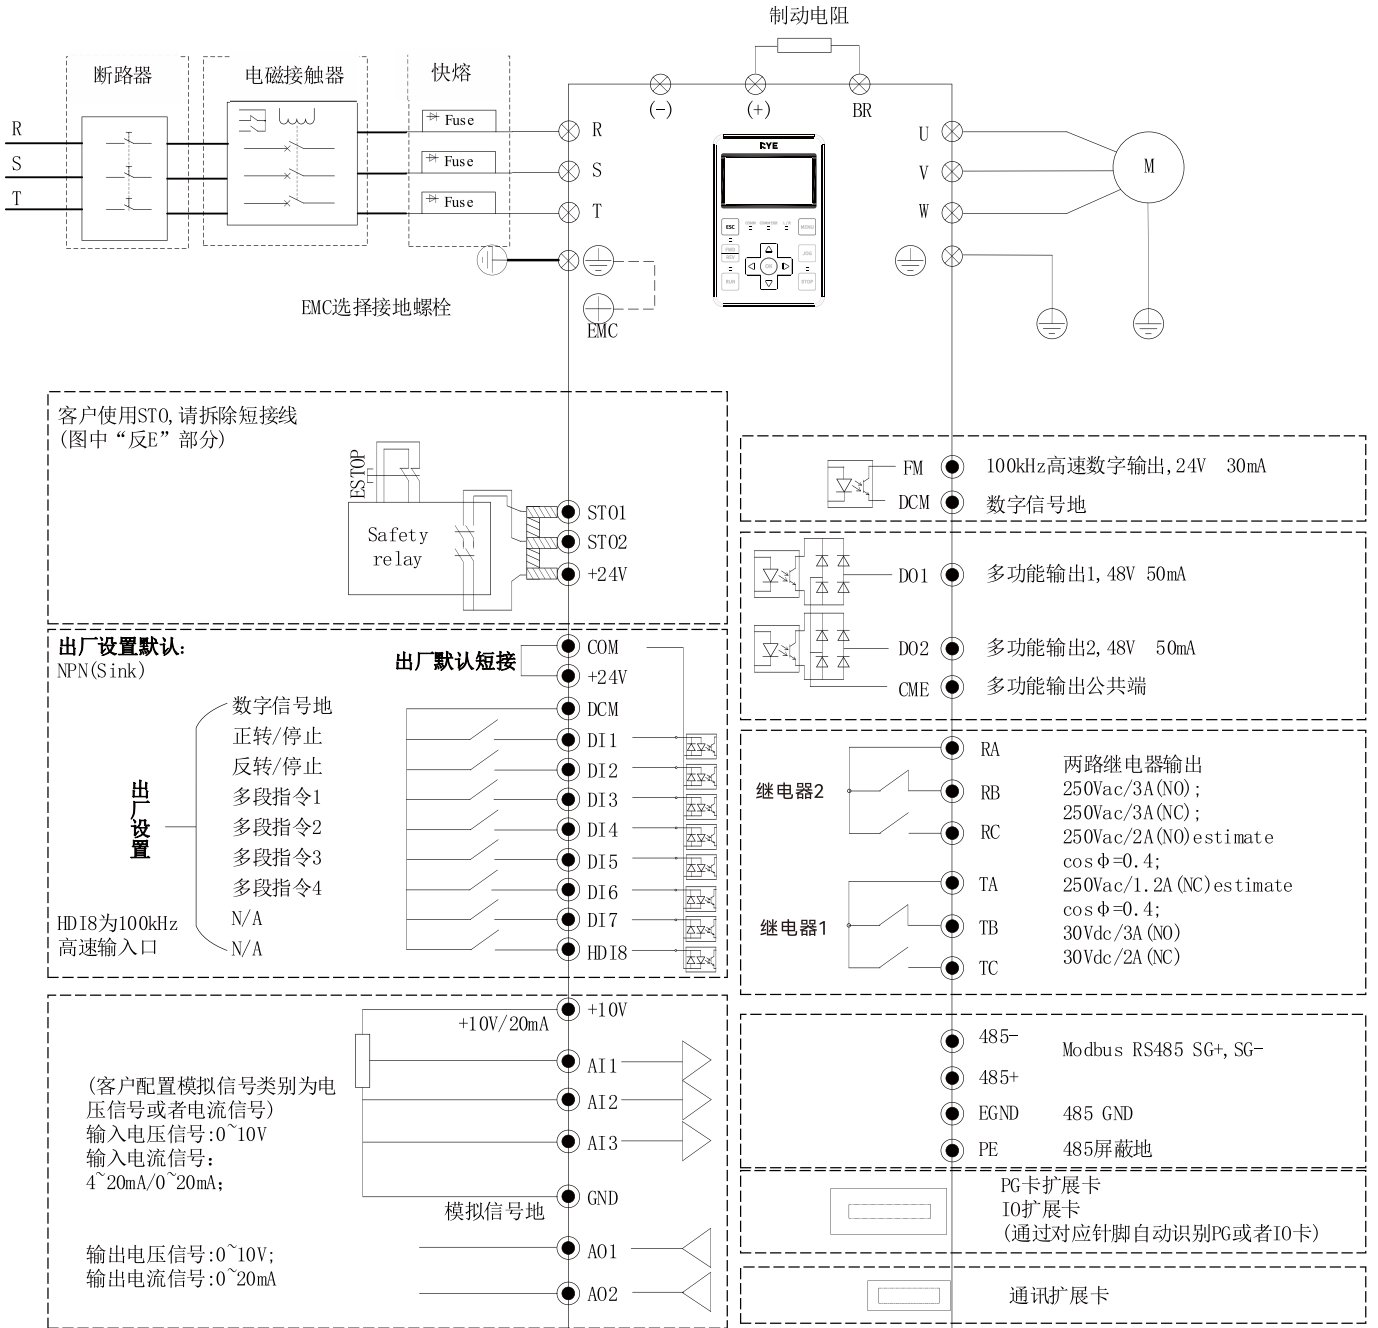 制动电阻
断路器
电磁接触器
快熔
(-)
(+)
BR
R
S
T
Fuse
Fuse
Fuse
R
S
T
RYE
ESC
MENU
JOG
RUN
STOP
U
V
W
M
EMC选择接地螺栓
EMC
客户使用STO,请拆除短接线
(图中“反E”部分)
ESTOP
Safety
relay
STO1
STO2
+24V
FM
100kHz高速数字输出,24V 30mA
DCM
数字信号地
DO1
多功能输出1,48V 50mA
DO2
多功能输出2,48V 50mA
CME
多功能输出公共端
出厂设置默认:
NPN(Sink)
出厂默认短接
COM
+24V
数字信号地
DCM
正转/停止
DI1
反转/停止
DI2
多段指令1
DI3
多段指令2
DI4
多段指令3
DI5
多段指令4
DI6
N/A
DI7
N/A
HDI8
出厂设置
HDI8为100kHz
高速输入口
继电器2
RA
RB
RC
继电器1
TA
TB
TC
两路继电器输出
250Vac/3A(NO);
250Vac/3A(NC);
250Vac/2A(NO)estimate
cosΦ=0.4;
250Vac/1.2A(NC)estimate
cosΦ=0.4;
30Vdc/3A(NO)
30Vdc/2A(NC)
+10V/20mA
+10V
AI1
AI2
AI3
GND
模拟信号地
AO1
AO2
(客户配置模拟信号类别为电
压信号或者电流信号)
输入电压信号:0~10V
输入电流信号:
4~20mA/0~20mA;
输出电压信号:0~10V;
输出电流信号:0~20mA
485-
Modbus RS485 SG+,SG-
485+
EGND
485 GND
PE
485屏蔽地
PG卡扩展卡
IO扩展卡
(通过对应针脚自动识别PG或者IO卡)
通讯扩展卡